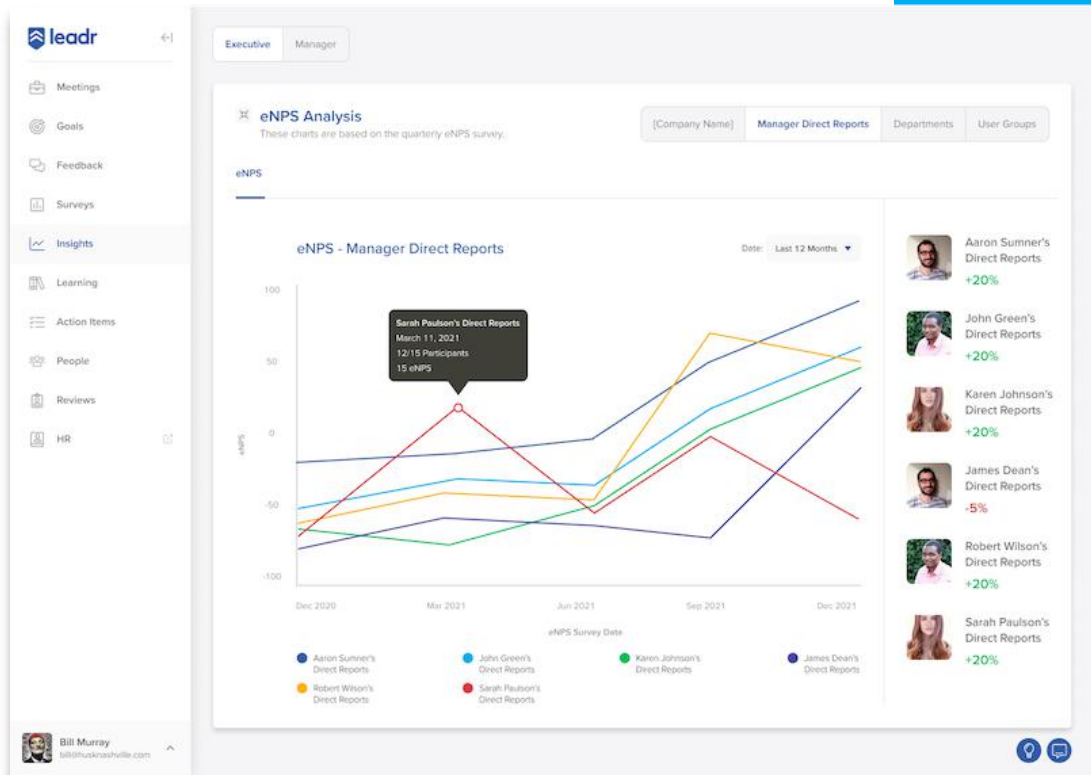 leadr
Meetings
Goals
Feedback
Surveys
Insights
Learning
Action Items
People
Reviews
HR
Bill Murray
bill@husknashville.com
Executive
Manager
eNPS Analysis
These charts are based on the quarterly eNPS survey.
[Company Name]
Manager Direct Reports
Departments
User Groups
eNPS
eNPS - Manager Direct Reports
Date:
Last 12 Months
100
50
0
-50
-100
eNPS
Sarah Paulson's Direct Reports
March 11, 2021
12/15 Participants
15 eNPS
Dec 2020
Mar 2021
Jun 2021
Sep 2021
Dec 2021
eNPS Survey Date
Aaron Sumner's
Direct Reports
John Green's
Direct Reports
Karen Johnson's
Direct Reports
James Dean's
Direct Reports
Robert Wilson's
Direct Reports
Sarah Paulson's
Direct Reports
Aaron Sumner's
Direct Reports
+20%
John Green's
Direct Reports
+20%
Karen Johnson's
Direct Reports
+20%
James Dean's
Direct Reports
-5%
Robert Wilson's
Direct Reports
+20%
Sarah Paulson's
Direct Reports
+20%